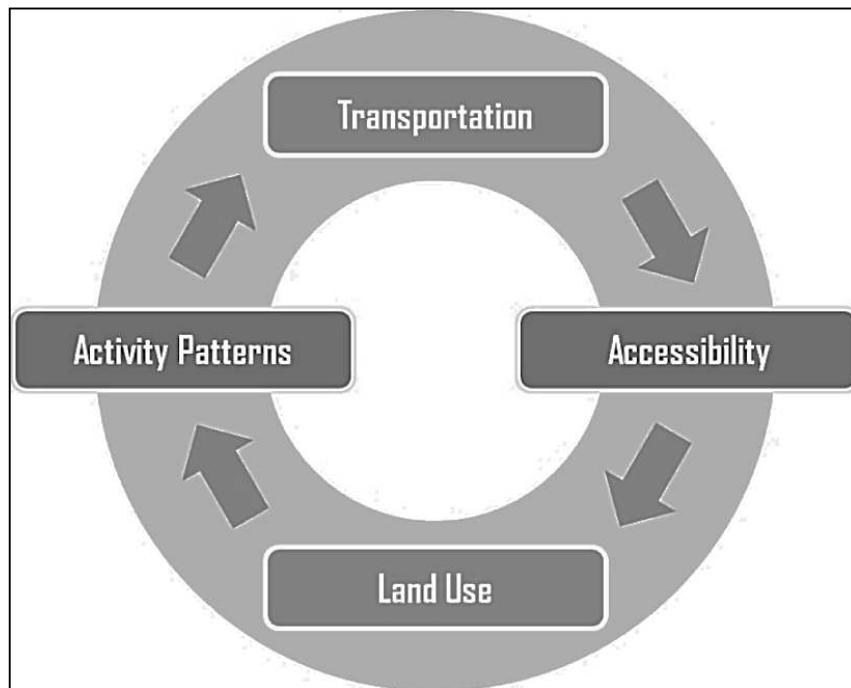 Transportation
Activity Patterns
Accessibility
Land Use